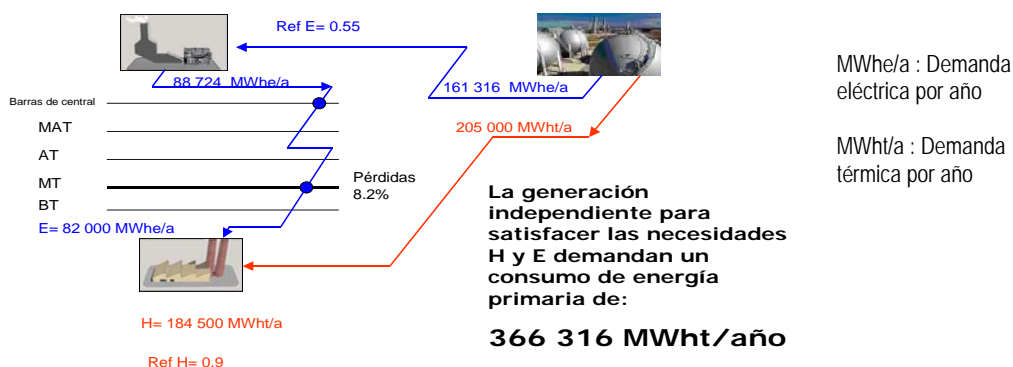 Ref E= 0.55
88 724  MWhe/a
161 316  MWhe/a
Barras de central
MAT
AT
MT
BT
Pérdidas
8.2%
205 000 MWht/a
E= 82 000 MWhe/a
H= 184 500 MWht/a
Ref H= 0.9
La generación
independiente para
satisfacer las necesidades
H y E demandan un
consumo de energía
primaria de:
366 316 MWht/año
MWhe/a : Demanda
eléctrica por año
MWht/a : Demanda
térmica por año